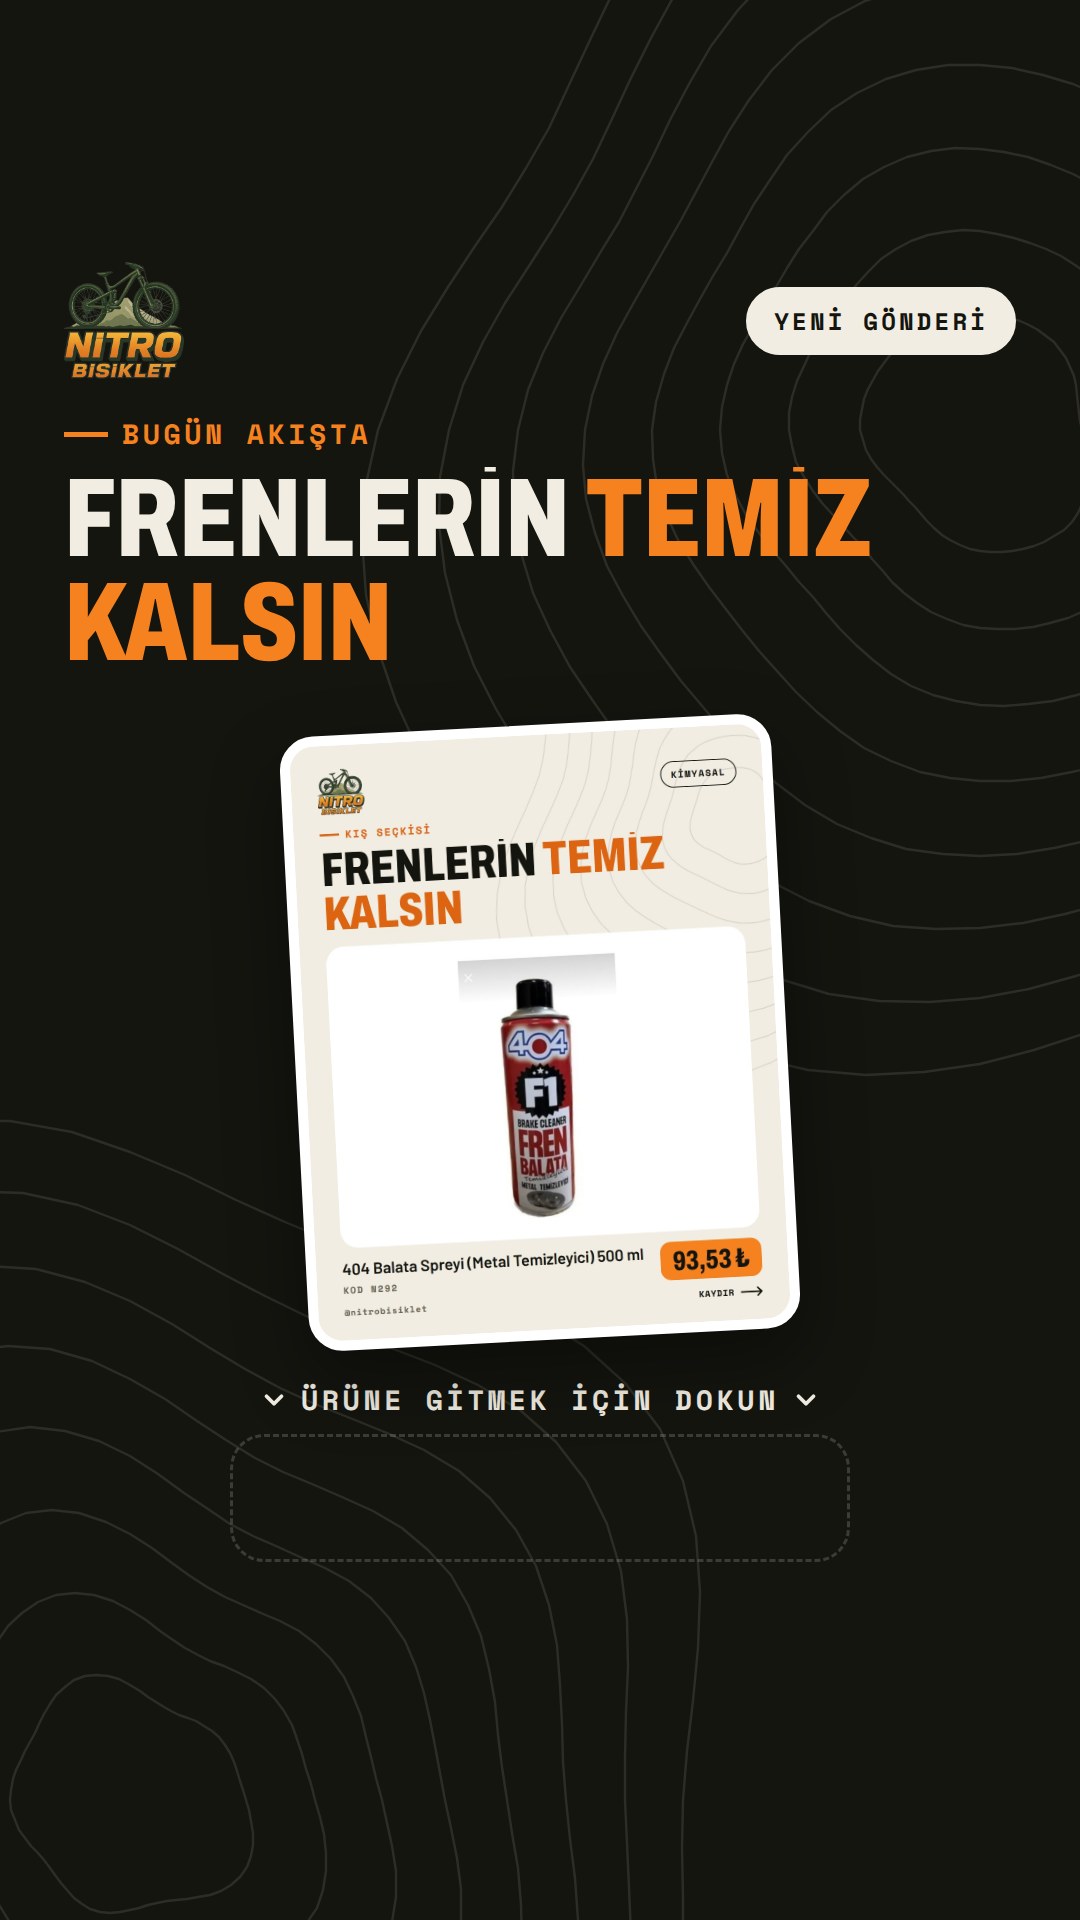 NiTRO
BiSiKLET
YENİ GÖNDERİ
BUGÜN AKIŞTA
FRENLERİN TEMİZ
KALSIN
NiTRO
BiSiKLET
KİMYASAL
KIŞ SEÇKİSİ
FRENLERİN TEMİZ
KALSIN
404
F1
BRAKE CLEANER
FREN
BALATA
METAL TEMİZLEYİCİ
404 Balata Spreyi (Metal Temizleyici) 500 ml
93,53 ₺
KOD N292
KAYDIR
@nitrobisiklet
ÜRÜNE GİTMEK İÇİN DOKUN